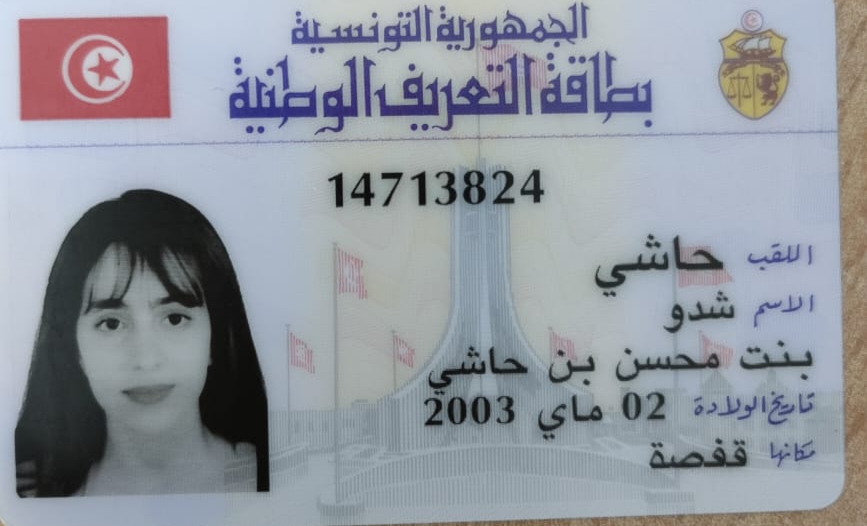 الجمهورية التونسية
بطاقة التعريف الوطنية
14713824
اللقب حاشي
الاسم شدو
بنت محسن بن حاشي
تاريخ الولادة 02 ماي 2003
مكانها قفصة